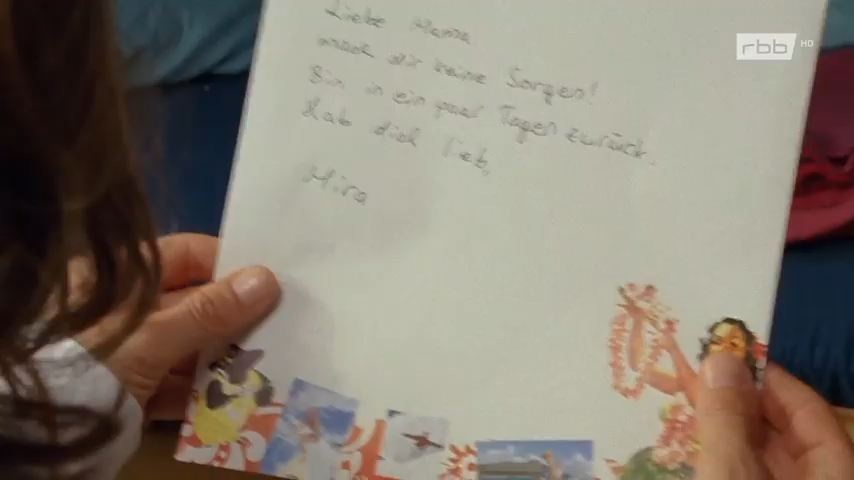 rbb HD
Liebe Mama
mach dir keine Sorgen!
Bin in ein paar Tagen zurück.
Hab dich lieb,
Mira